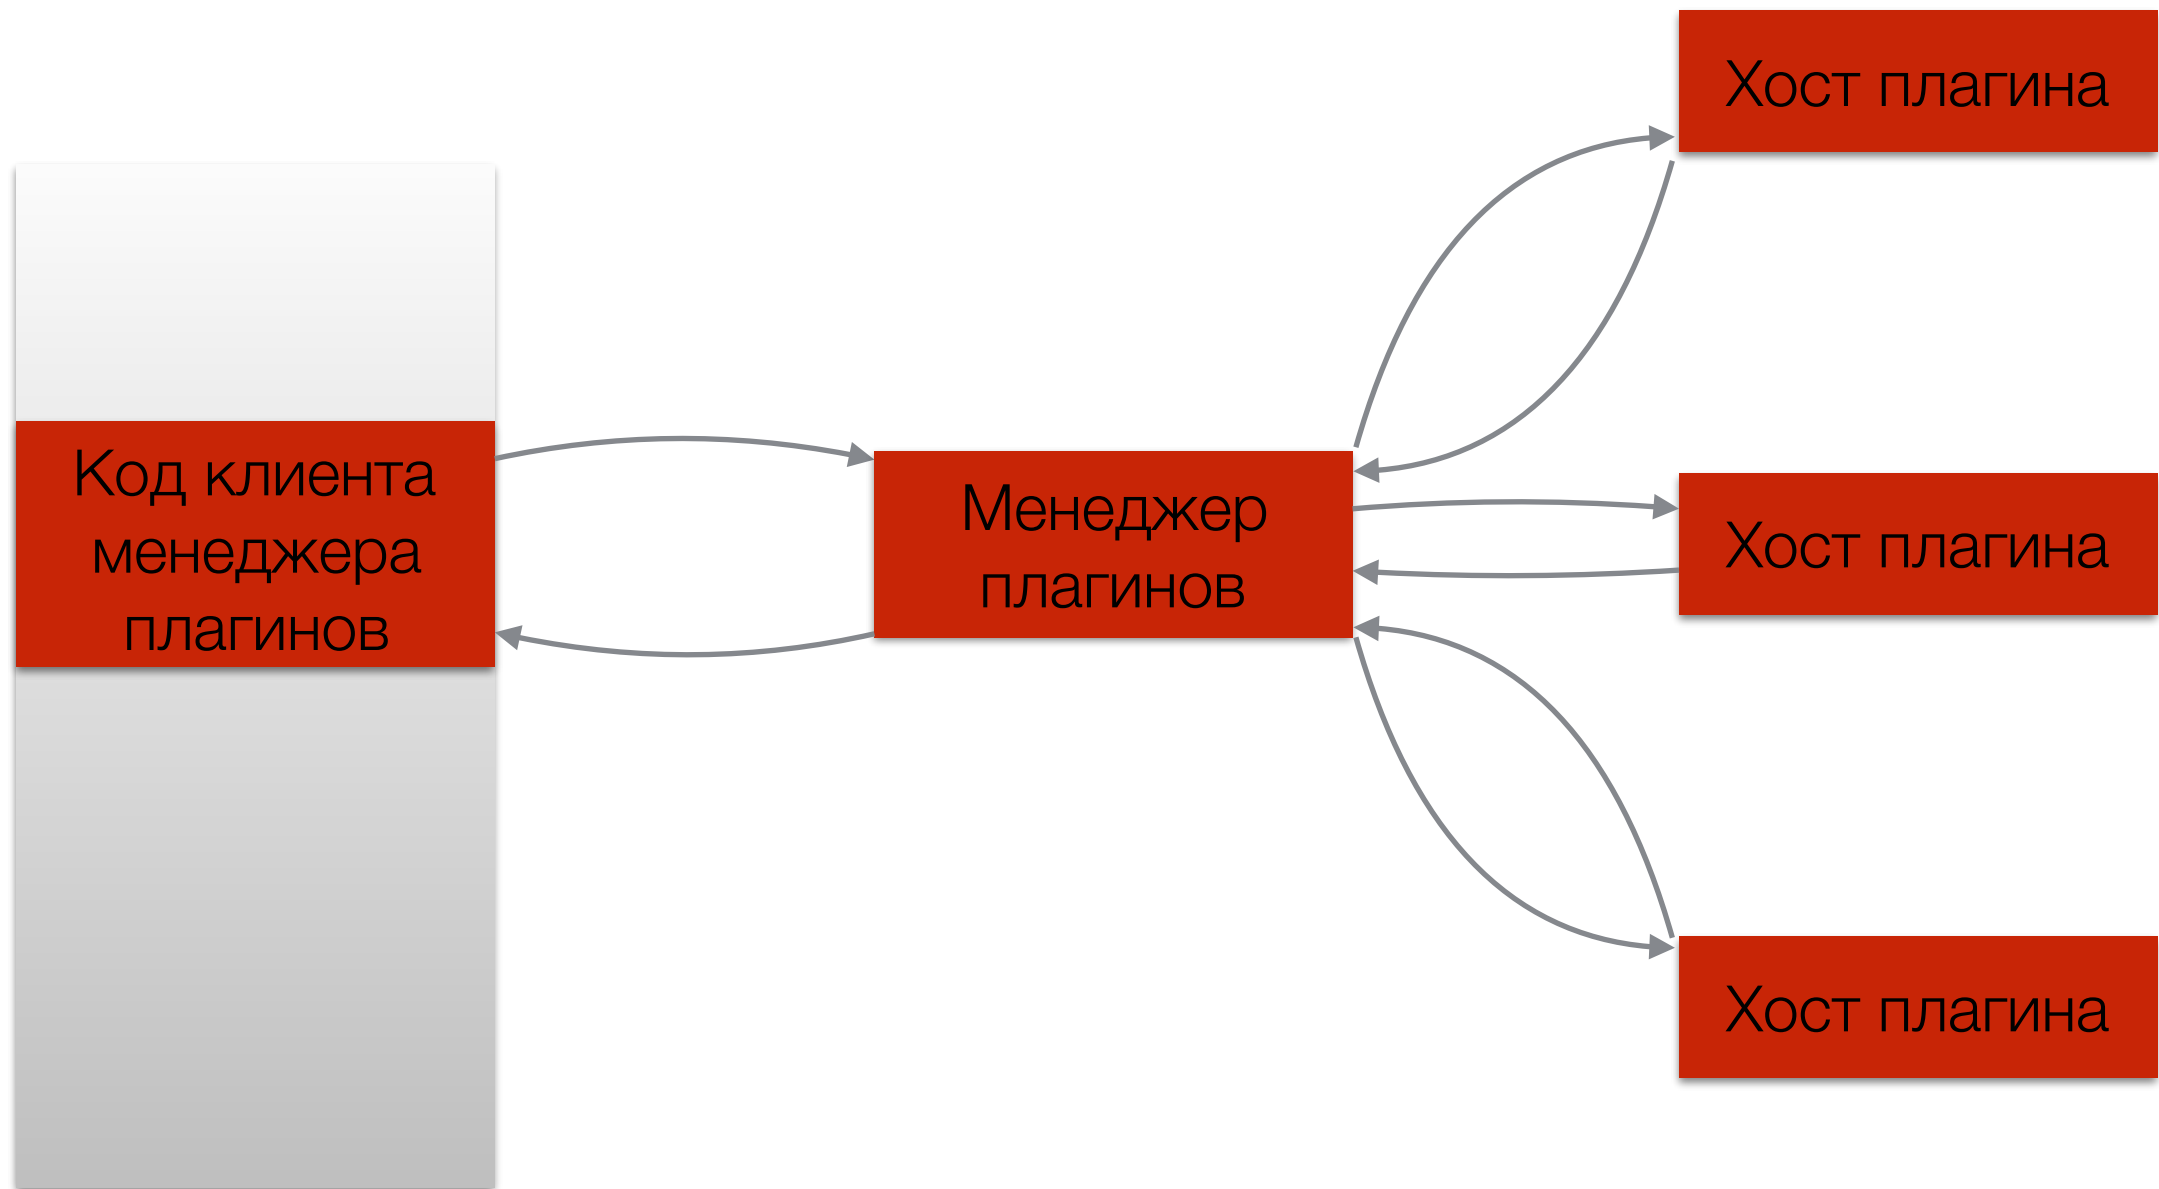 Код клиента
менеджера
плагинов
Менеджер
плагинов
Хост плагина
Хост плагина
Хост плагина